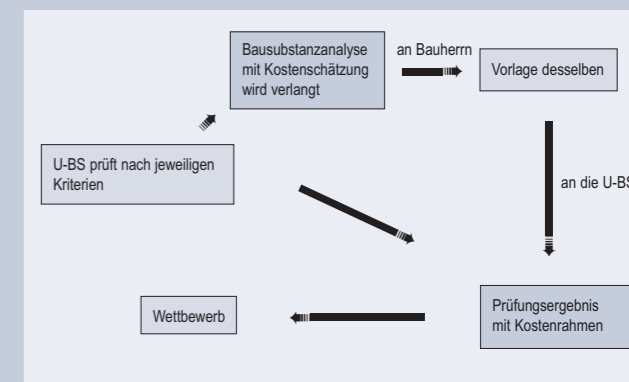 Bausubstanzanalyse
mit Kostenschätzung
wird verlangt
an Bauherrn
Vorlage desselben
U-BS prüft nach jeweiligen
Kriterien
an die U-BS
Wettbewerb
Prüfungsergebnis
mit Kostenrahmen